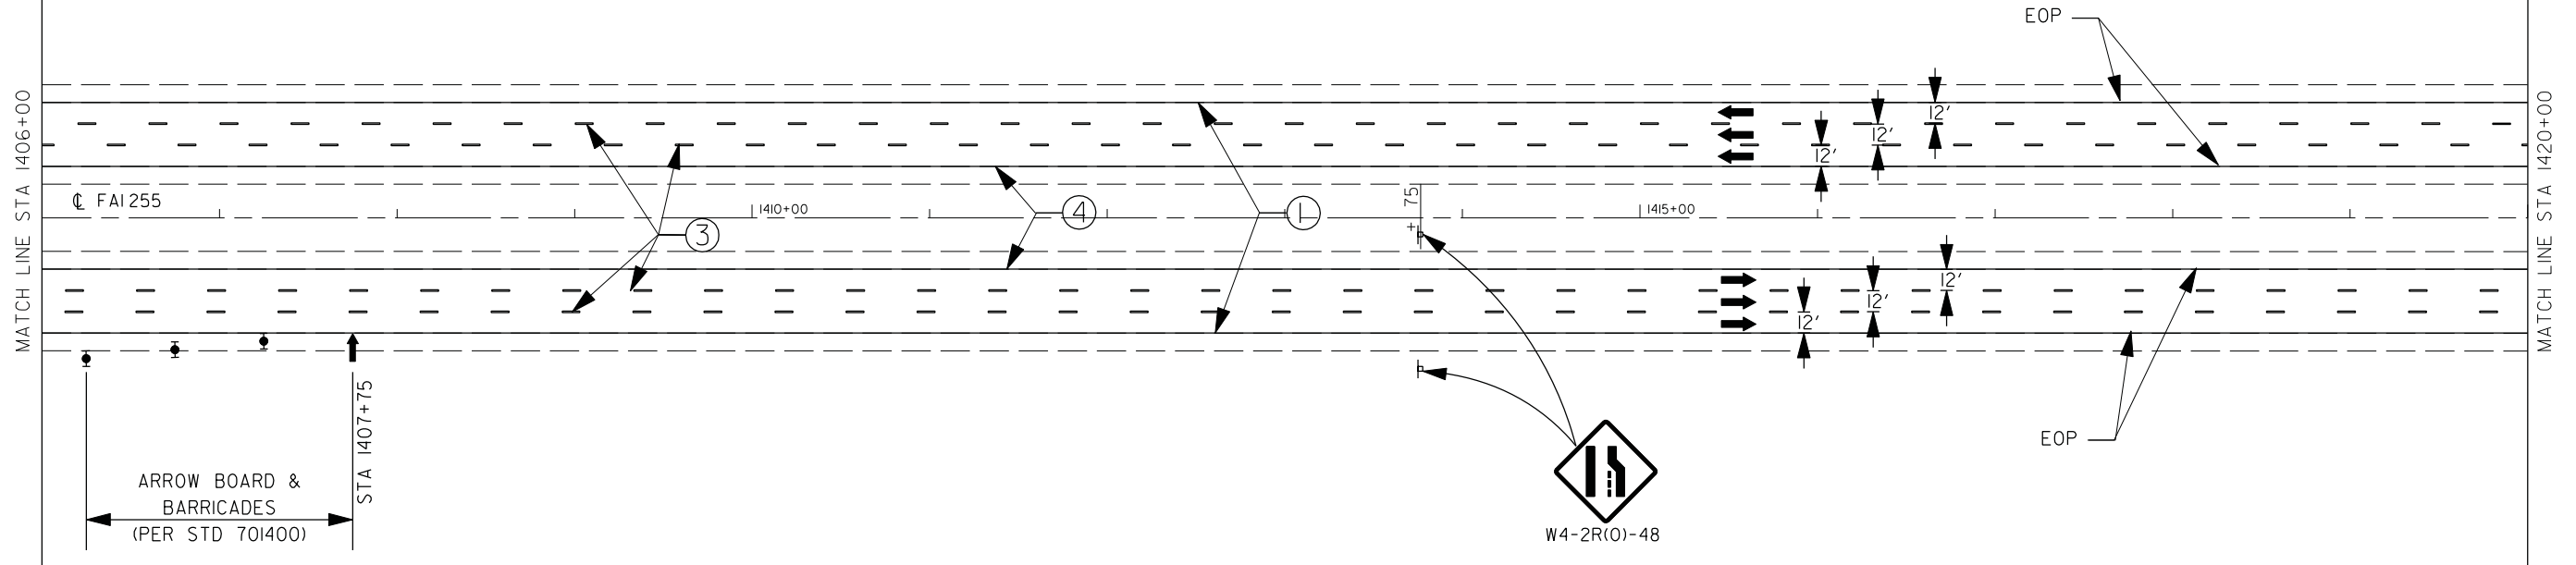 EOP
MATCH LINE STA 1406+00
12'
12'
12'
℄ FAI 255
1410+00
+ 75
1415+00
MATCH LINE STA 1420+00
4
1
3
12'
12'
12'
STA 1407+75
EOP
ARROW BOARD &
BARRICADES
(PER STD 701400)
W4-2R(O)-48